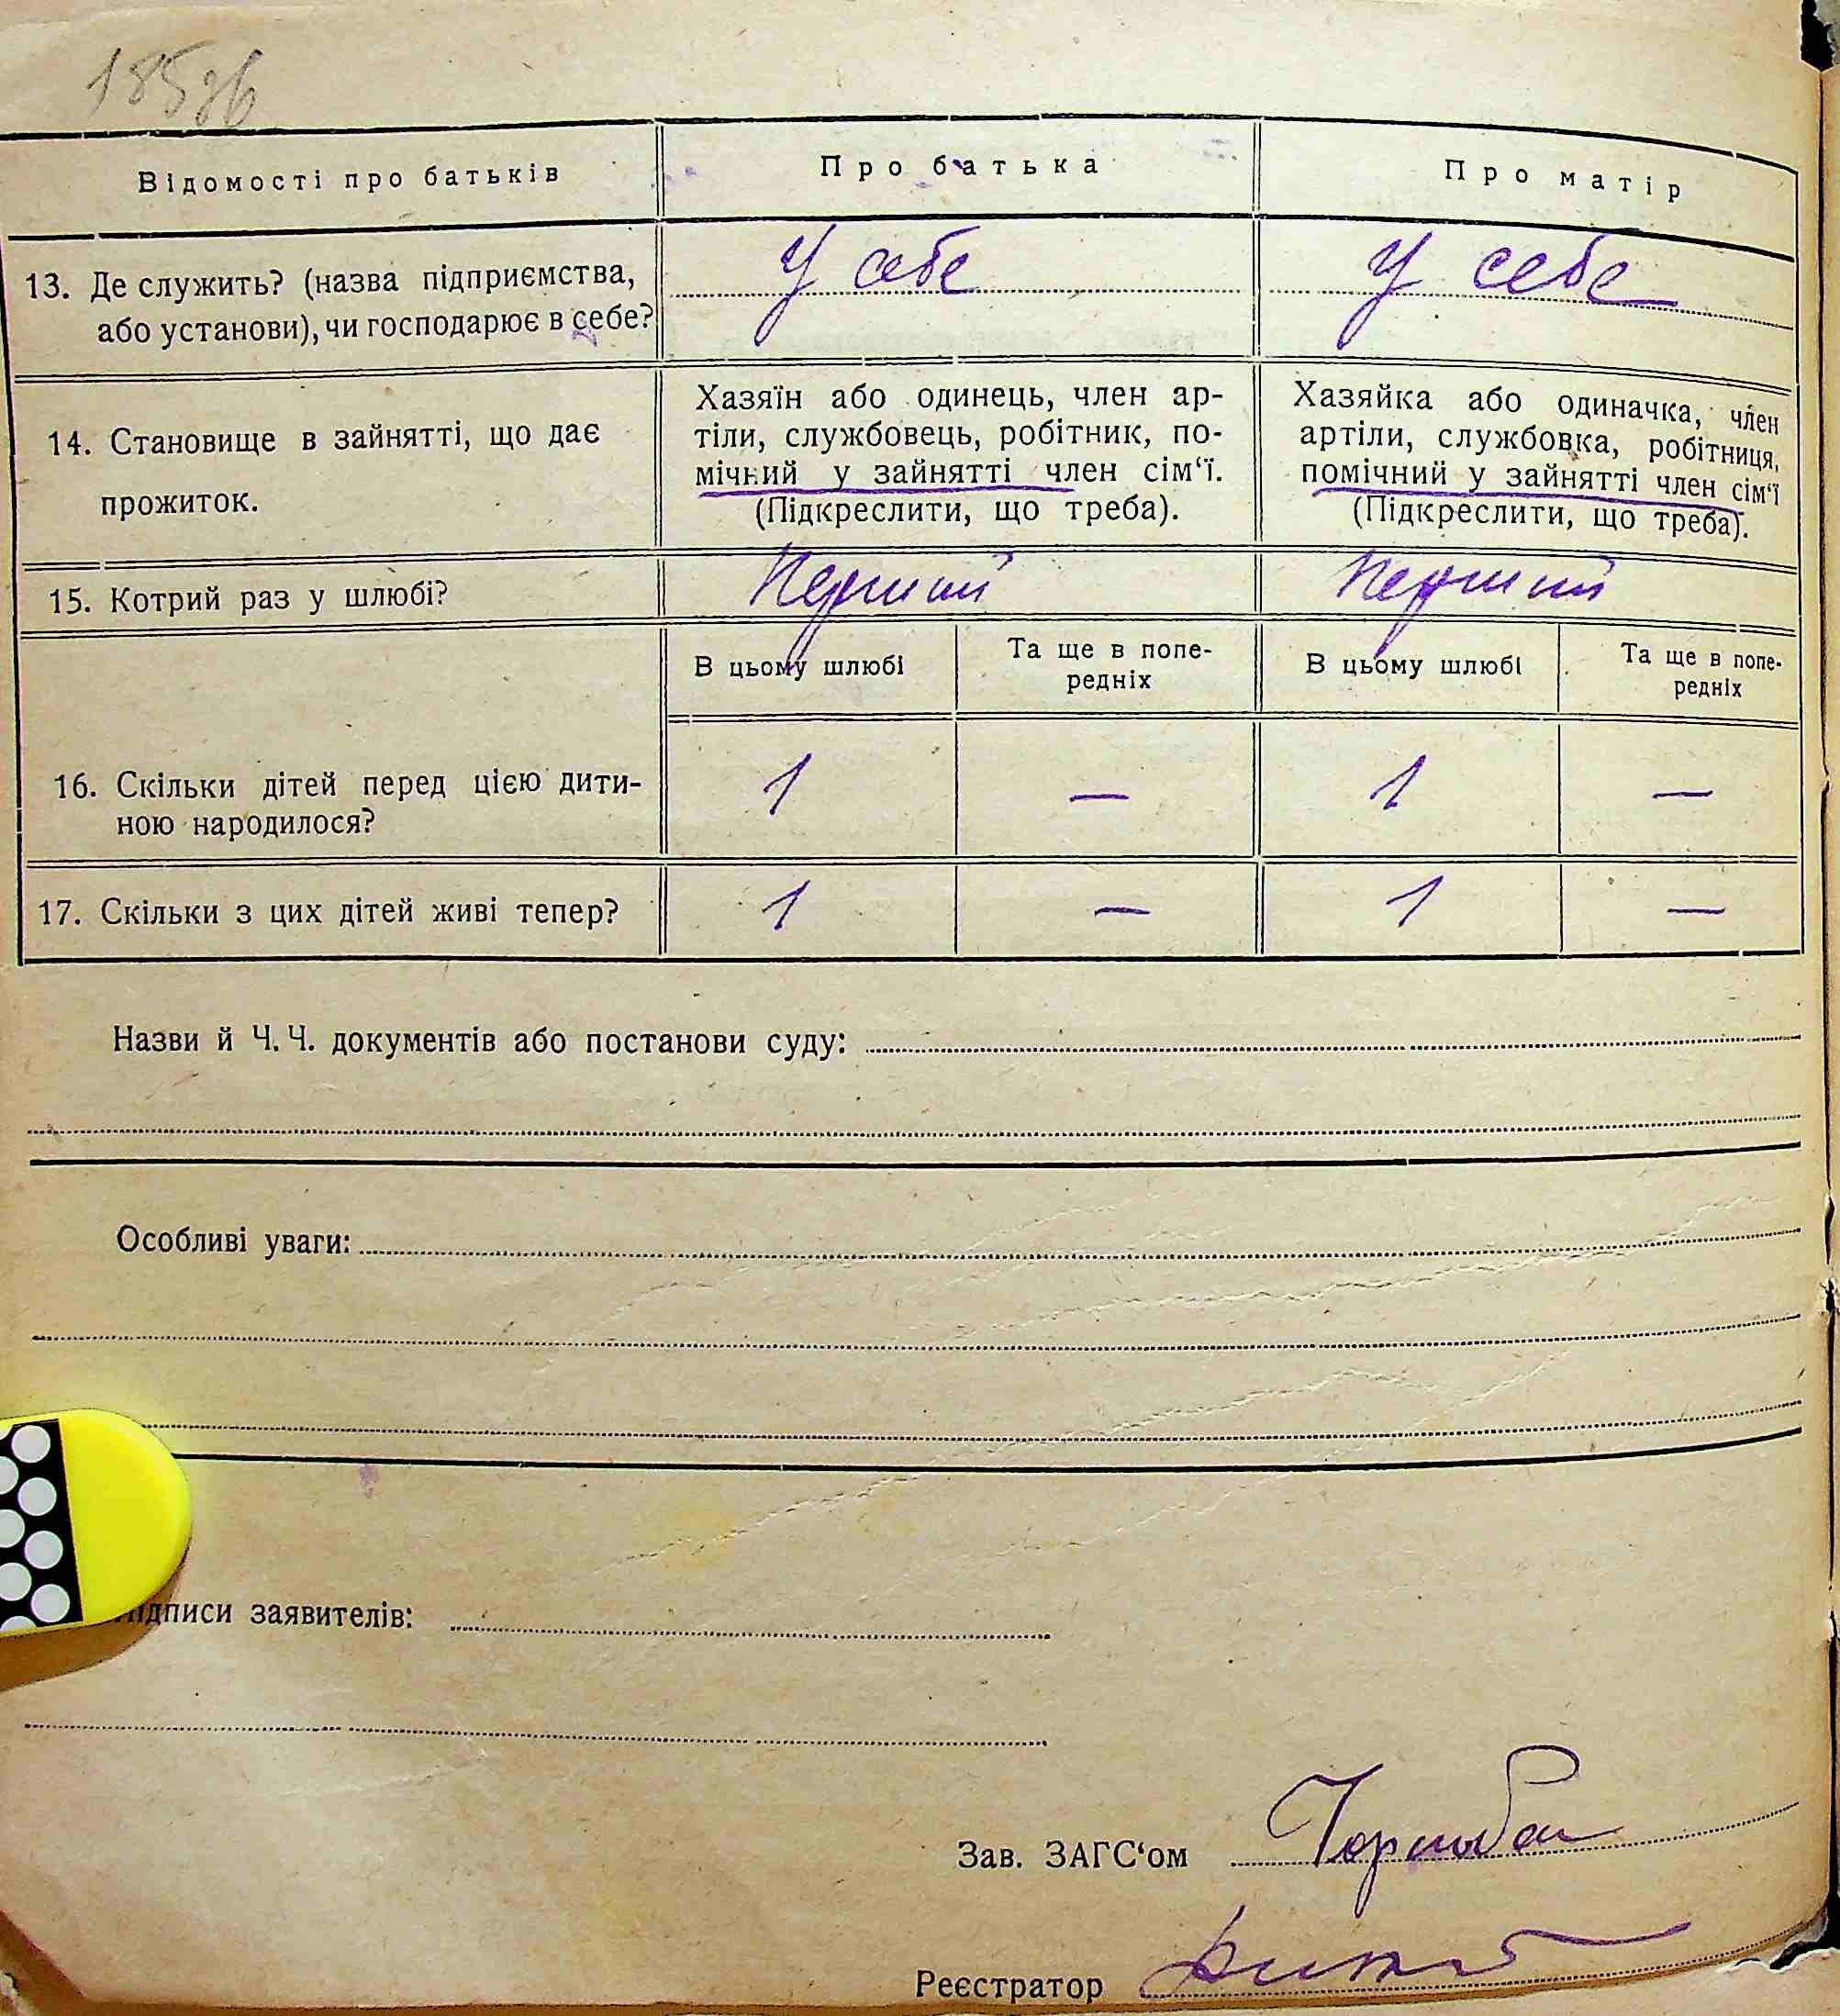 185зв
Відомості про батьків
Про батька
Про матір
13. Де служить? (назва підприємства,
або установи), чи господарює в себе?
У себе
У себе
14. Становище в зайнятті, що дає
прожиток.
Хазяїн або одинець, член ар-
тіли, службовець, робітник, по-
мічний у зайнятті член сім‘ї.
(Підкреслити, що треба).
Хазяйка або одиначка, член
артіли, службовка, робітниця,
помічний у зайнятті член сім‘ї
(Підкреслити, що треба).
15. Котрий раз у шлюбі?
Перший
Перший
В цьому шлюбі
Та ще в попе-
редніх
В цьому шлюбі
Та ще в попе-
редніх
16. Скільки дітей перед цією дити-
ною народилося?
1 — 1 —
17. Скільки з цих дітей живі тепер?
1 — 1 —
Назви й Ч. Ч. документів або постанови суду:
Особливі уваги:
ідписи заявителів:
Зав. ЗАГС‘ом
Реєстратор